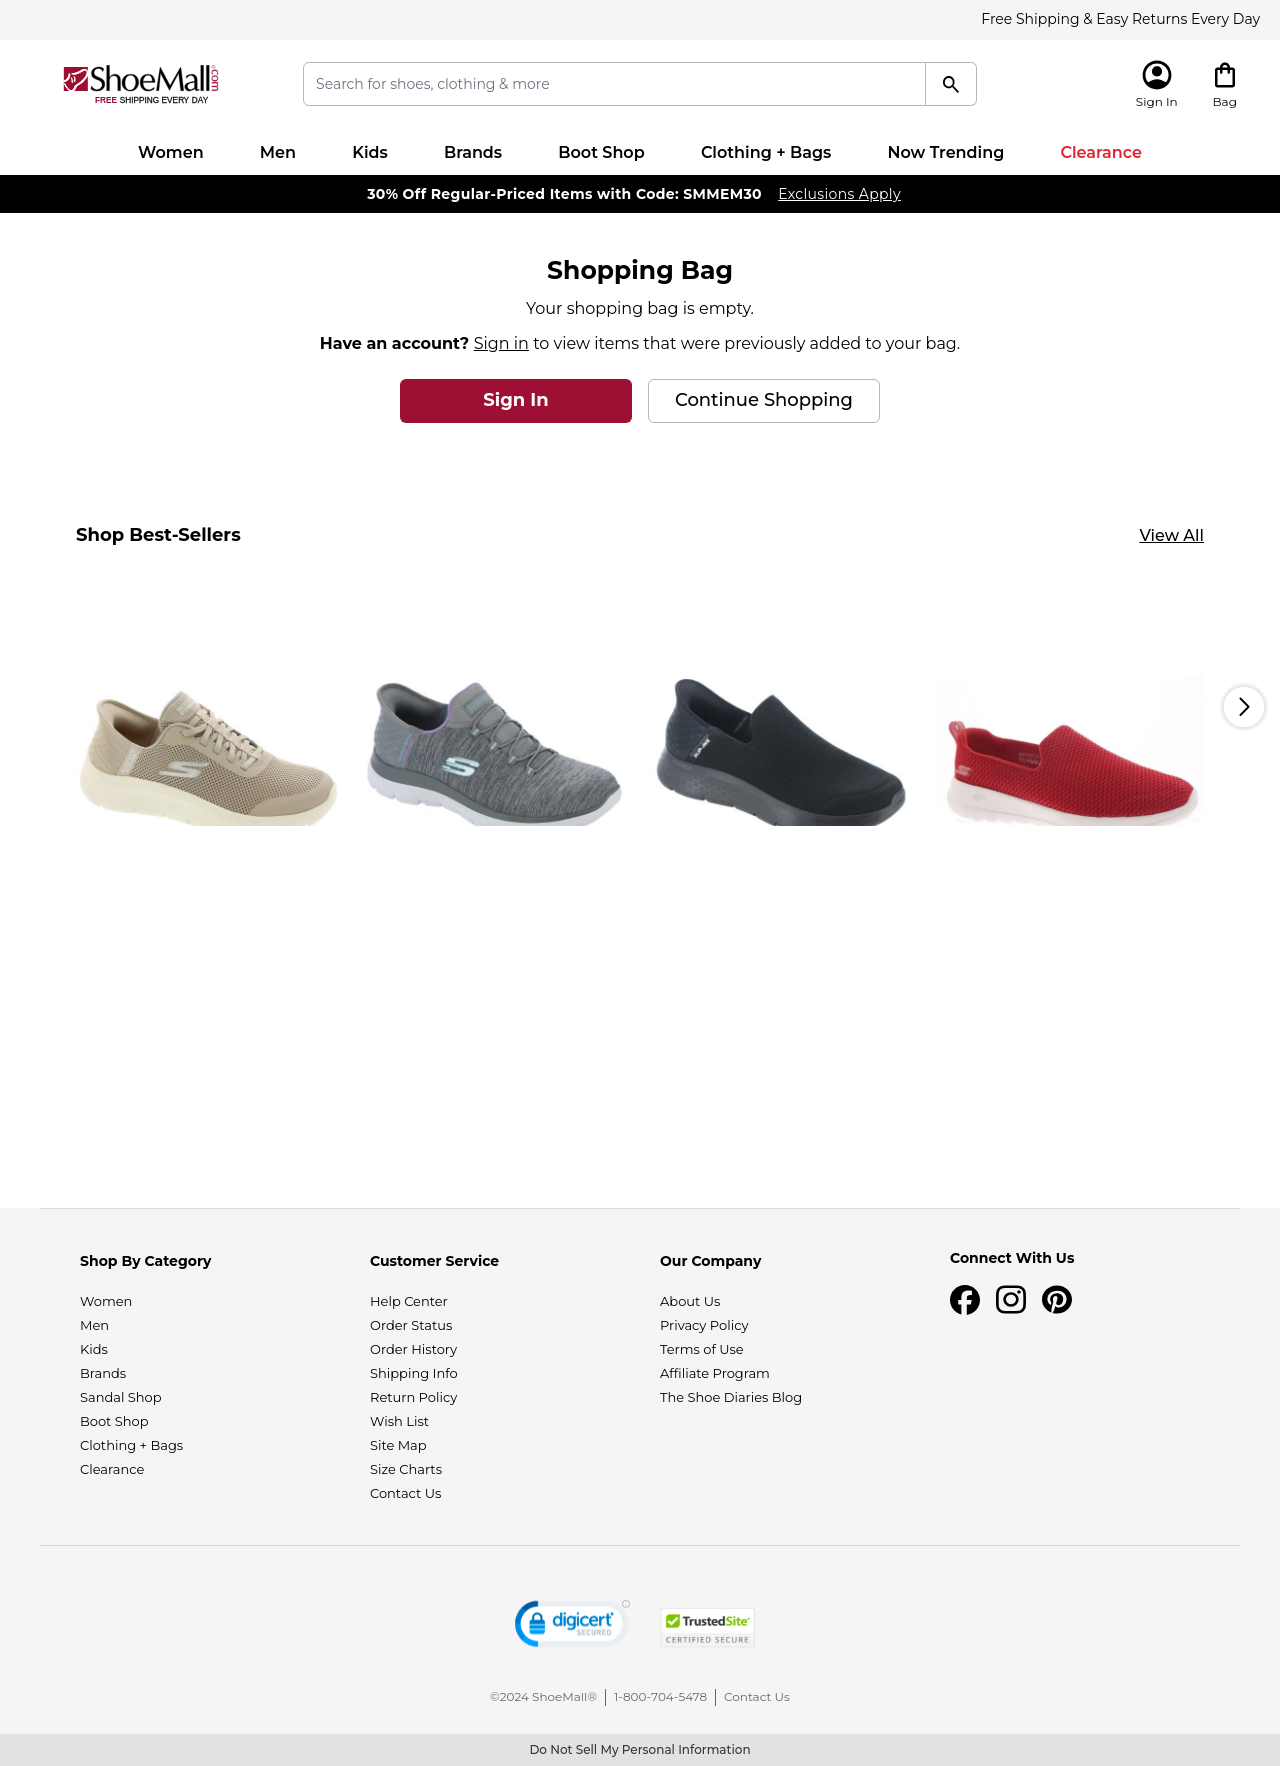 Free Shipping & Easy Returns Every Day
ShoeMall.com
FREE SHIPPING EVERY DAY
Search for shoes, clothing & more
Sign In
Bag
Women Men Kids Brands Boot Shop Clothing + Bags Now Trending Clearance
30% Off Regular-Priced Items with Code: SMMEM30 Exclusions Apply
Shopping Bag
Your shopping bag is empty.
Have an account? Sign in to view items that were previously added to your bag.
Sign In
Continue Shopping
Shop Best-Sellers
View All
Shop By Category
Women
Men
Kids
Brands
Sandal Shop
Boot Shop
Clothing + Bags
Clearance
Customer Service
Help Center
Order Status
Order History
Shipping Info
Return Policy
Wish List
Site Map
Size Charts
Contact Us
Our Company
About Us
Privacy Policy
Terms of Use
Affiliate Program
The Shoe Diaries Blog
Connect With Us
digicert
SECURED
TrustedSite
CERTIFIED SECURE
©2024 ShoeMall® 1-800-704-5478 Contact Us
Do Not Sell My Personal Information